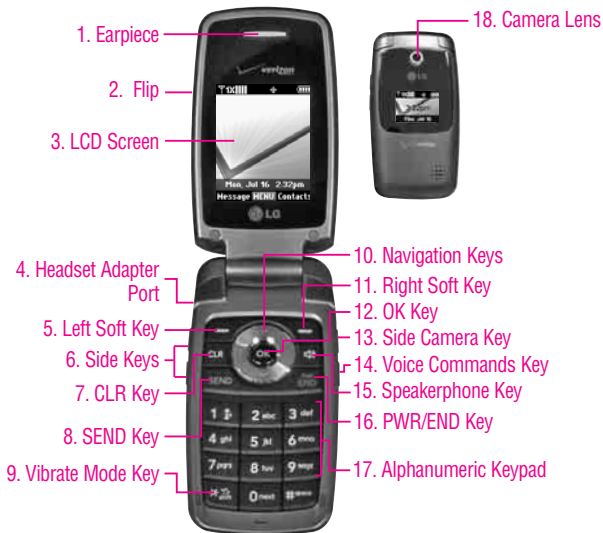 1. Earpiece
2. Flip
3. LCD Screen
4. Headset Adapter
Port
5. Left Soft Key
6. Side Keys
7. CLR Key
8. SEND Key
9. Vibrate Mode Key
10. Navigation Keys
11. Right Soft Key
12. OK Key
13. Side Camera Key
14. Voice Commands Key
15. Speakerphone Key
16. PWR/END Key
17. Alphanumeric Keypad
18. Camera Lens
verizon
1X
Mon, Jul 16 2:32pm
Message MENU Contacts
LG
OK
CLR
SEND
END
1
2 abc
3 def
4 ghi
5 jkl
6 mno
7 pqrs
8 tuv
9 wxyz
*
0 next
#
LG